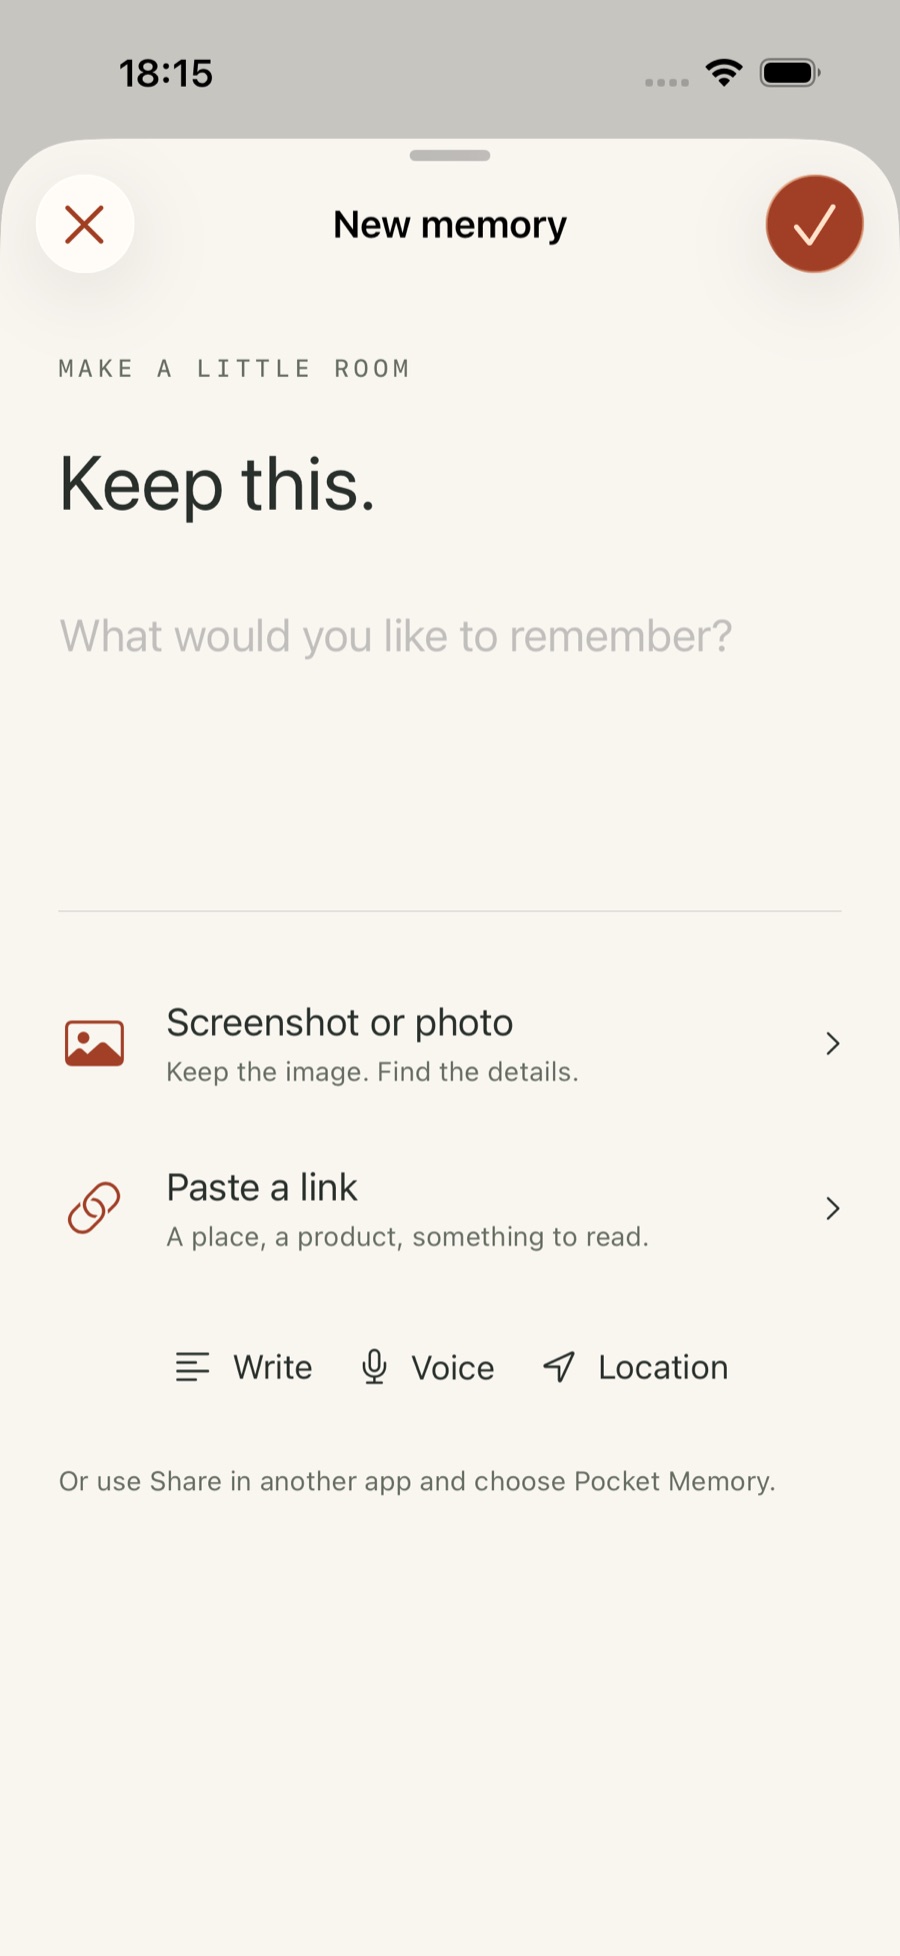 18:15
New memory
MAKE A LITTLE ROOM
Keep this.
What would you like to remember?
Screenshot or photo
Keep the image. Find the details.
Paste a link
A place, a product, something to read.
Write Voice Location
Or use Share in another app and choose Pocket Memory.